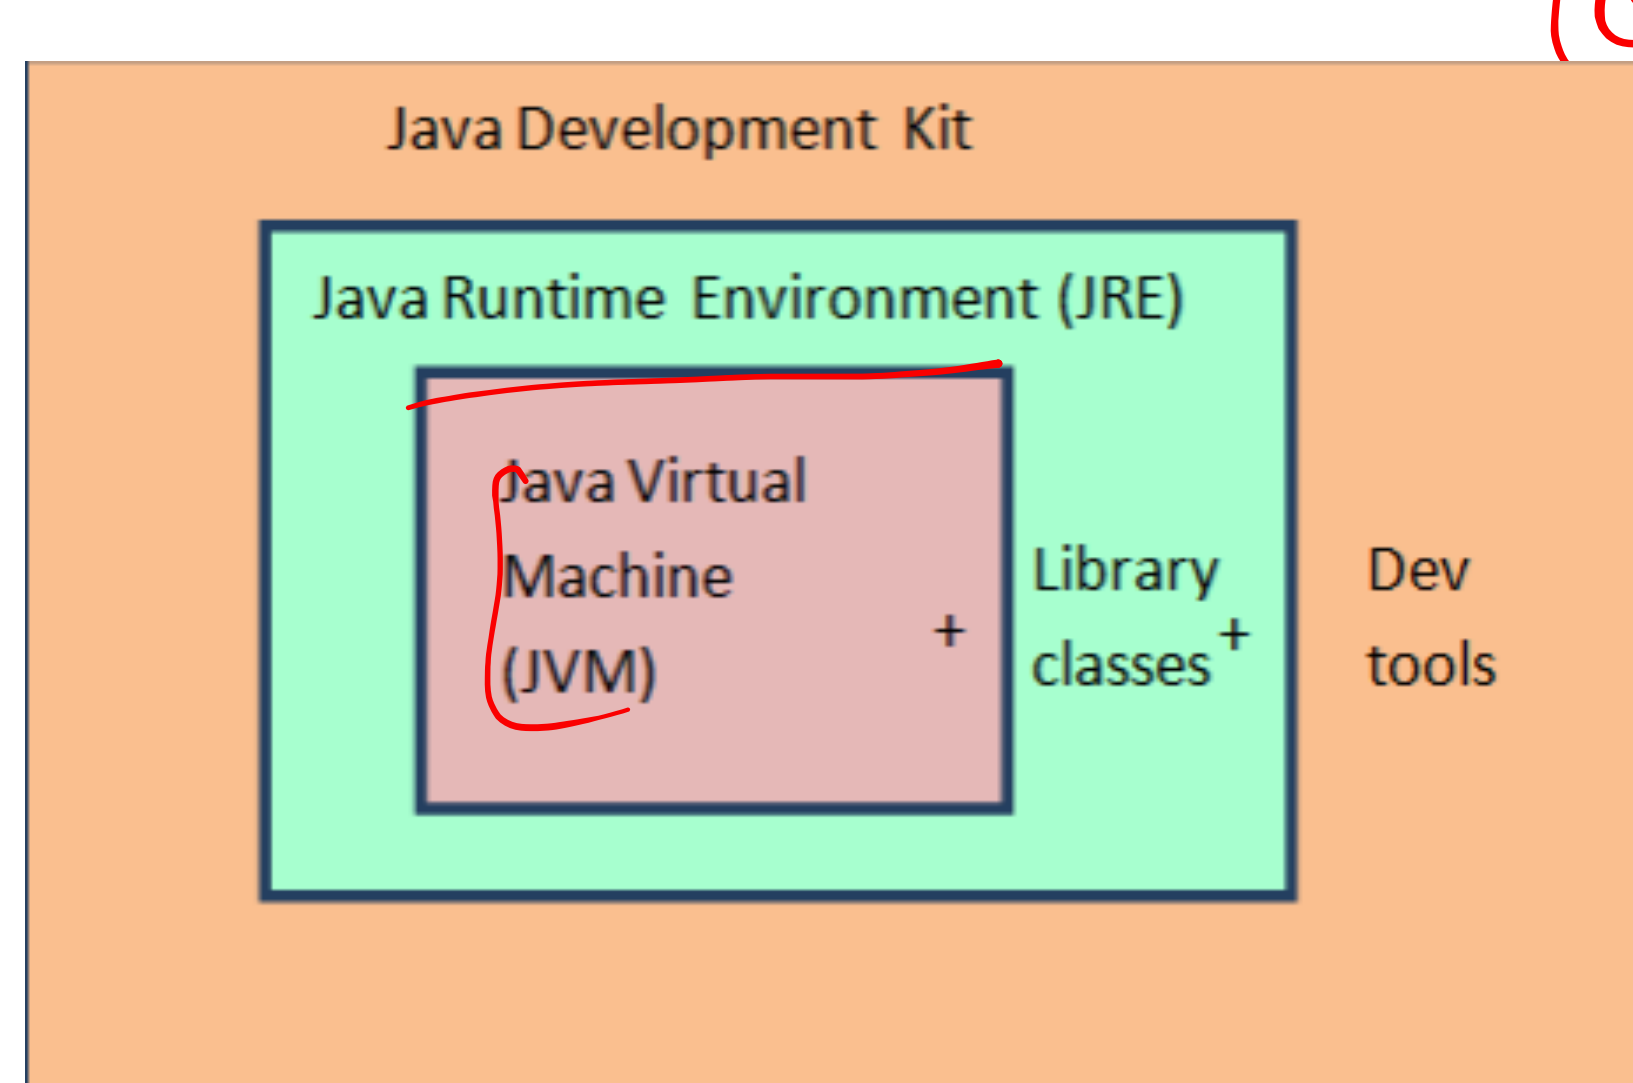 Java Development Kit
Java Runtime Environment (JRE)
Java Virtual
Machine
(JVM)
+
Library
classes
+
Dev
tools